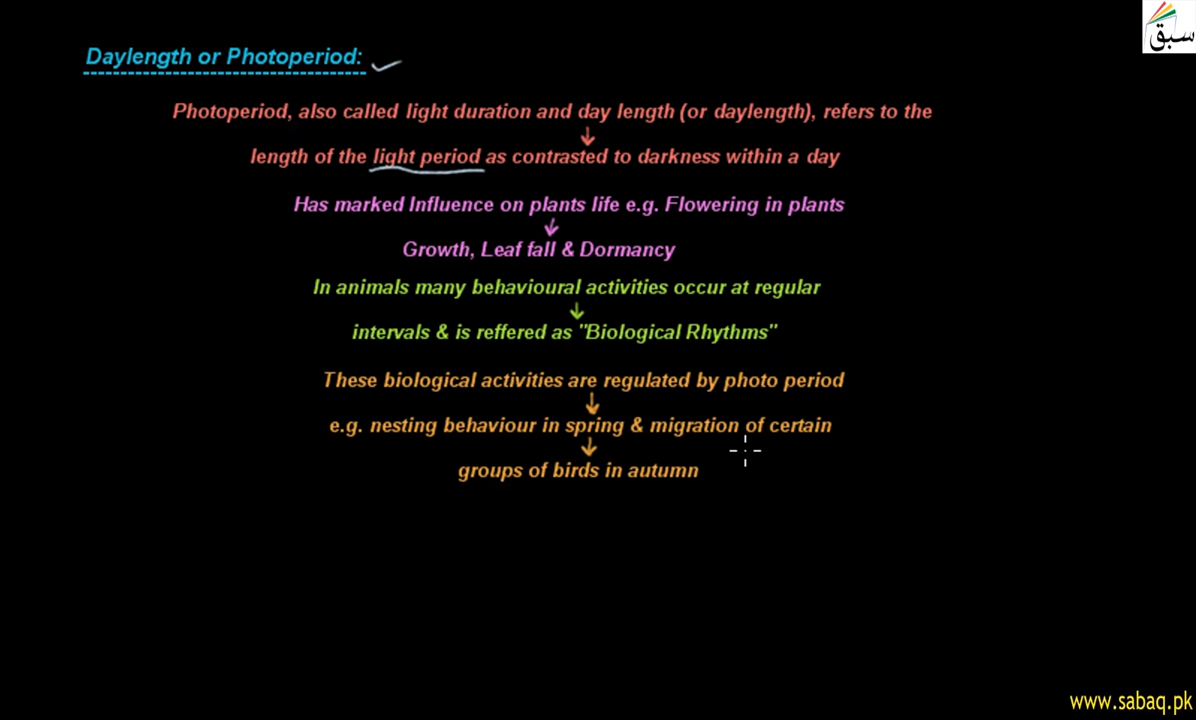 سبق
Daylength or Photoperiod:
Photoperiod, also called light duration and day length (or daylength), refers to the
length of the light period as contrasted to darkness within a day
Has marked Influence on plants life e.g. Flowering in plants
Growth, Leaf fall & Dormancy
In animals many behavioural activities occur at regular
intervals & is reffered as "Biological Rhythms"
These biological activities are regulated by photo period
e.g. nesting behaviour in spring & migration of certain
groups of birds in autumn
www.sabaq.pk